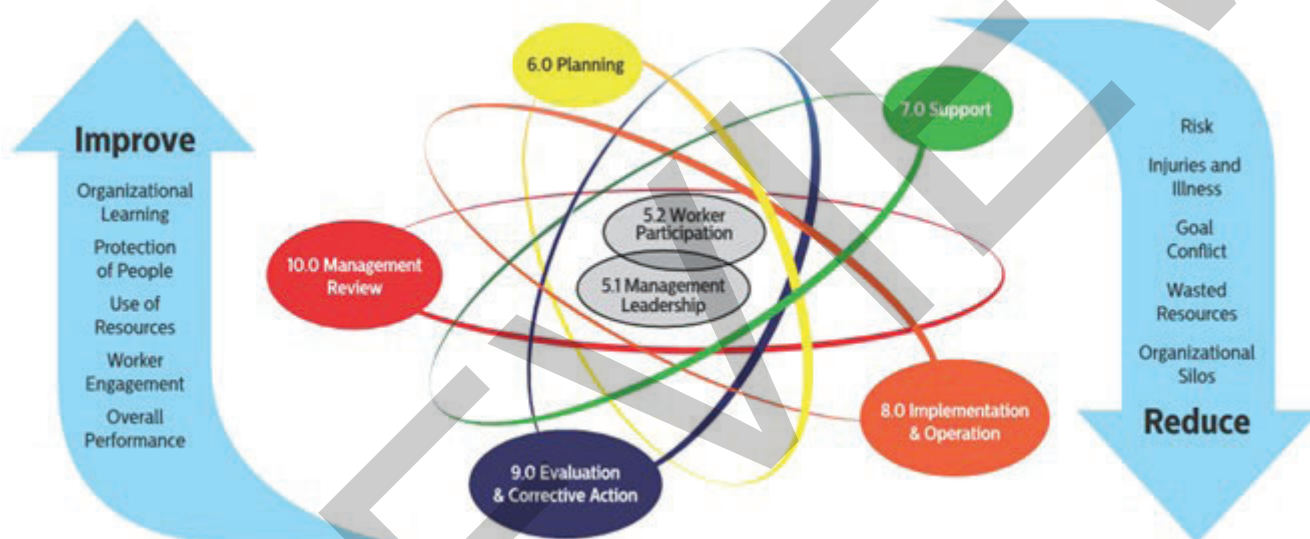 Improve
Organizational
Learning
Protection
of People
Use of
Resources
Worker
Engagement
Overall
Performance
6.0 Planning
7.0 Support
5.2 Worker
Participation
5.1 Management
Leadership
10.0 Management
Review
8.0 Implementation
& Operation
9.0 Evaluation
& Corrective Action
Risk
Injuries and
Illness
Goal
Conflict
Wasted
Resources
Organizational
Silos
Reduce